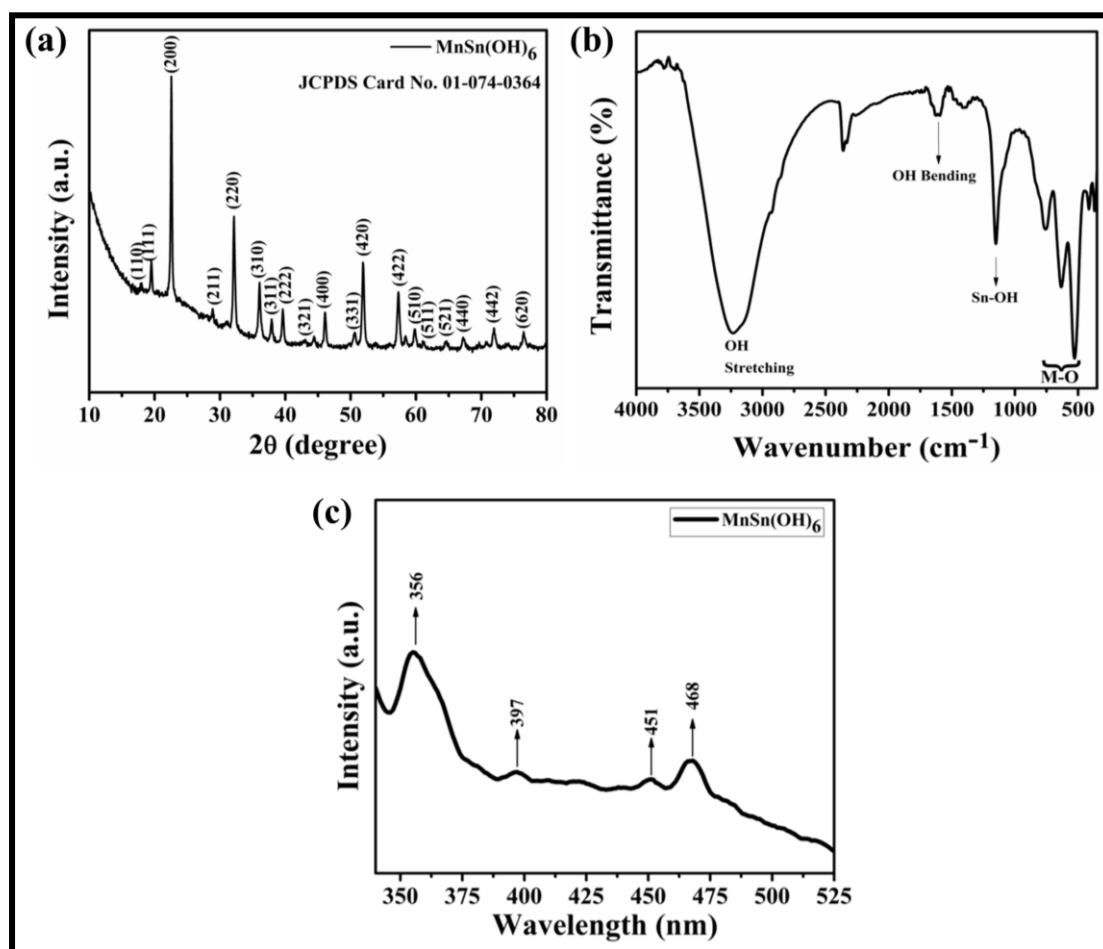 (a)
MnSn(OH)6
JCPDS Card No. 01-074-0364
(110)
(111)
(200)
(211)
(220)
(310)
(311)
(222)
(321)
(400)
(331)
(420)
(422)
(510)
(511)
(521)
(440)
(442)
(620)
Intensity (a.u.)
10 20 30 40 50 60 70 80
2θ (degree)
(b)
Transmittance (%)
OH Bending
Sn-OH
OH
Stretching
M-O
4000 3500 3000 2500 2000 1500 1000 500
Wavenumber (cm⁻¹)
(c)
MnSn(OH)6
356
397
451
468
Intensity (a.u.)
350 375 400 425 450 475 500 525
Wavelength (nm)